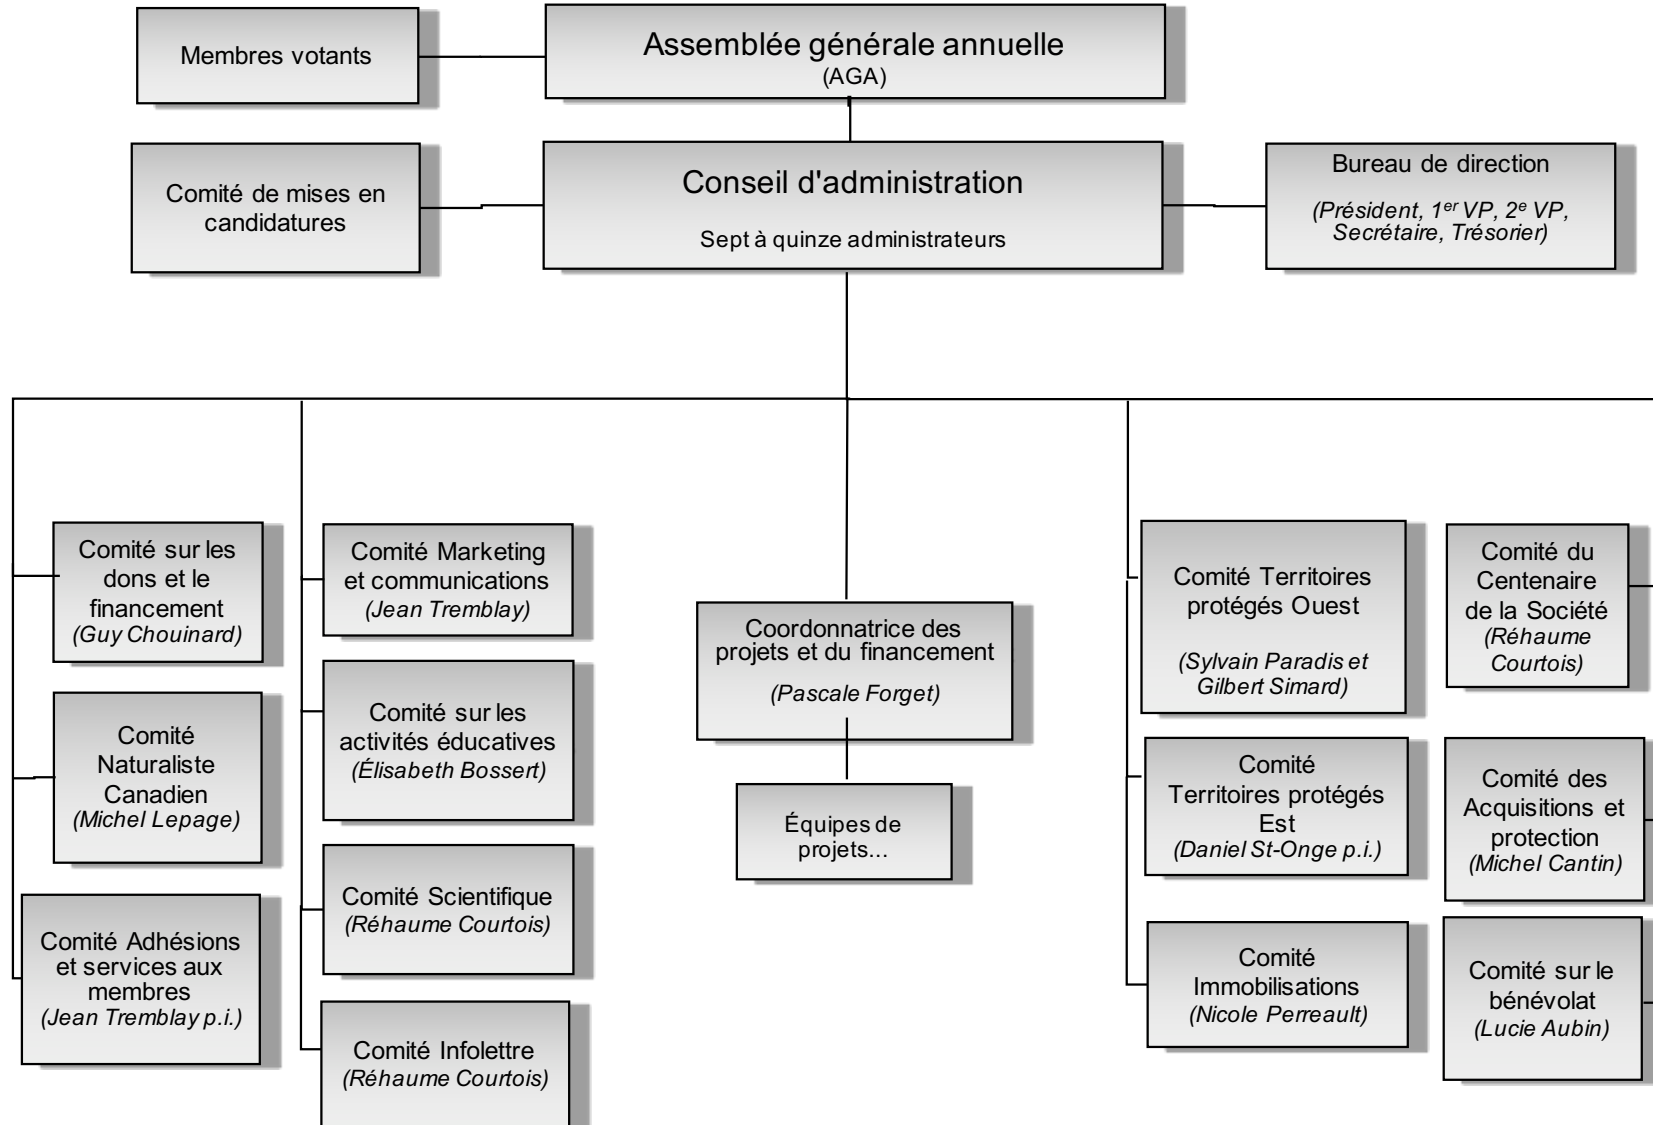 Membres votants
Assemblée générale annuelle
(AGA)
Comité de mises en
candidatures
Conseil d'administration
Sept à quinze administrateurs
Bureau de direction
(Président, 1er VP, 2e VP,
Secrétaire, Trésorier)
Comité sur les
dons et le
financement
(Guy Chouinard)
Comité
Naturaliste
Canadien
(Michel Lepage)
Comité Adhésions
et services aux
membres
(Jean Tremblay p.i.)
Comité Marketing
et communications
(Jean Tremblay)
Comité sur les
activités éducatives
(Élisabeth Bossert)
Comité Scientifique
(Réhaume Courtois)
Comité Infolettre
(Réhaume Courtois)
Coordonnatrice des
projets et du financement
(Pascale Forget)
Équipes de
projets...
Comité Territoires
protégés Ouest
(Sylvain Paradis et
Gilbert Simard)
Comité
Territoires protégés
Est
(Daniel St-Onge p.i.)
Comité
Immobilisations
(Nicole Perreault)
Comité du
Centenaire
de la Société
(Réhaume
Courtois)
Comité des
Acquisitions et
protection
(Michel Cantin)
Comité sur le
bénévolat
(Lucie Aubin)